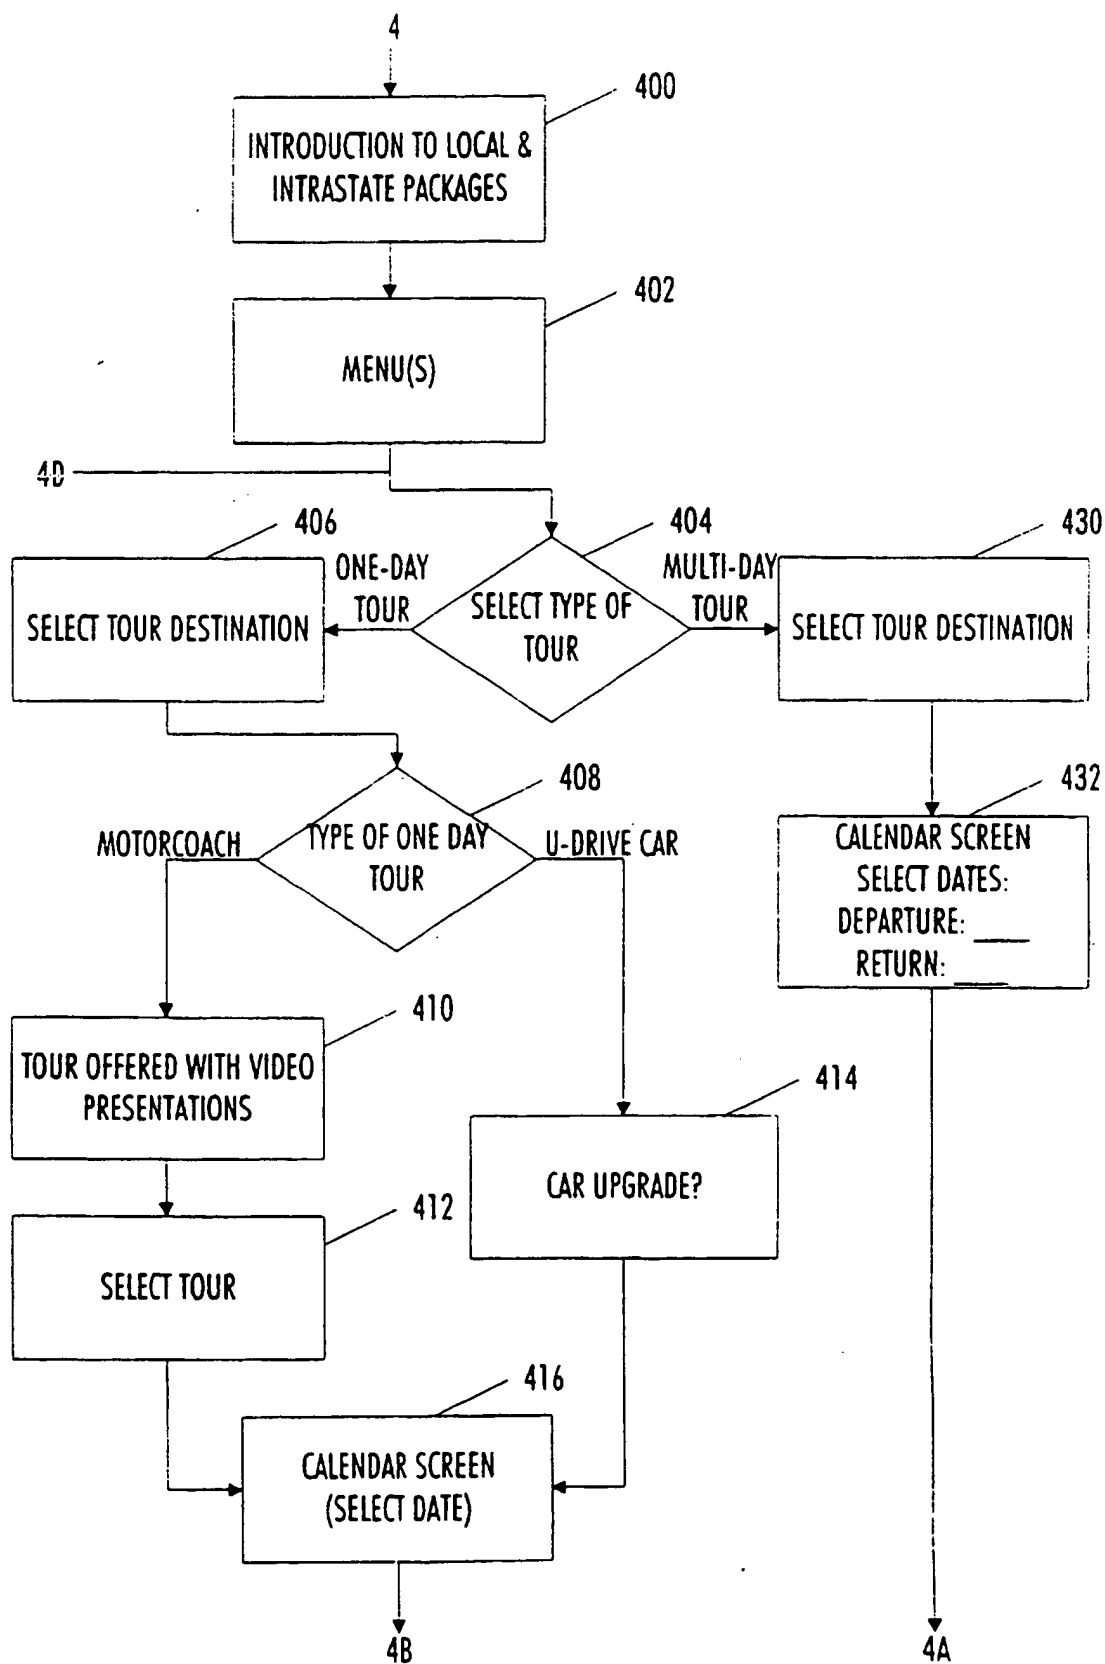 4
400
INTRODUCTION TO LOCAL &
INTRASTATE PACKAGES
402
MENU(S)
4D
406
404
430
ONE-DAY
TOUR
MULTI-DAY
TOUR
SELECT TOUR DESTINATION
SELECT TYPE OF
TOUR
SELECT TOUR DESTINATION
408
432
MOTORCOACH
TYPE OF ONE DAY
TOUR
U-DRIVE CAR
CALENDAR SCREEN
SELECT DATES:
DEPARTURE: ____
RETURN: ____
410
TOUR OFFERED WITH VIDEO
PRESENTATIONS
414
CAR UPGRADE?
412
SELECT TOUR
416
CALENDAR SCREEN
(SELECT DATE)
4B
4A